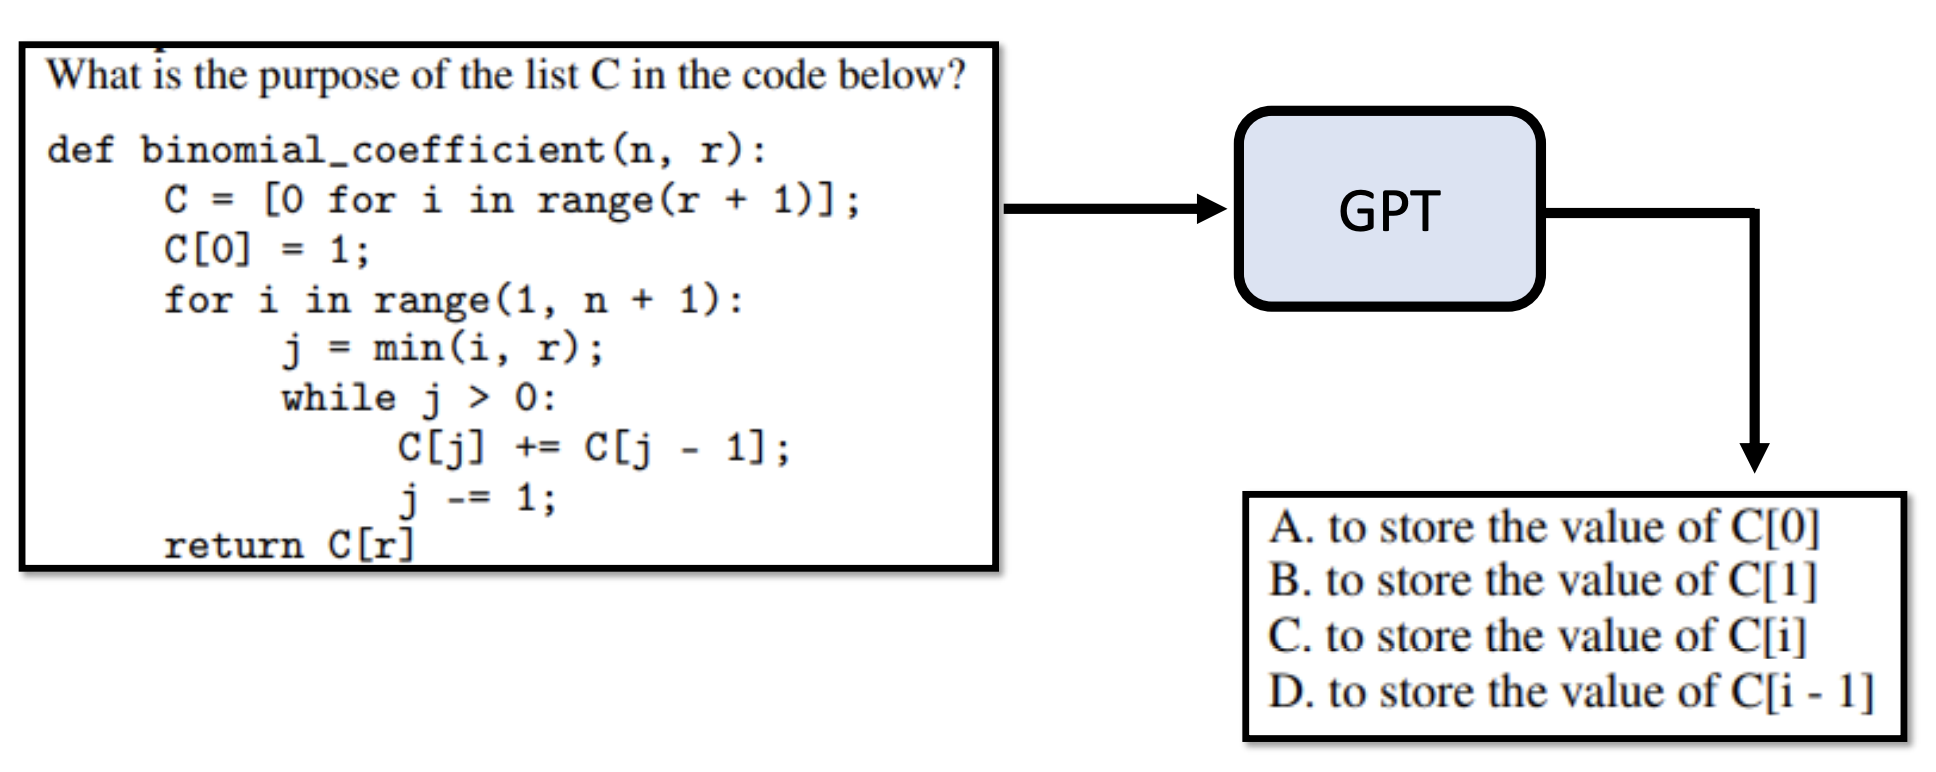 What is the purpose of the list C in the code below?
def binomial_coefficient(n, r):
C = [0 for i in range(r + 1)];
C[0] = 1;
for i in range(1, n + 1):
j = min(i, r);
while j > 0:
C[j] += C[j - 1];
j -= 1;
return C[r]
GPT
A. to store the value of C[0]
B. to store the value of C[1]
C. to store the value of C[i]
D. to store the value of C[i - 1]